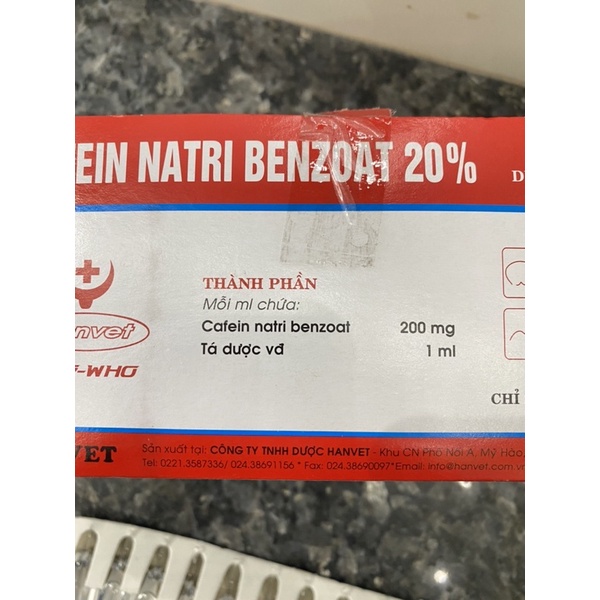 FEIN NATRI BENZOAT 20%
THÀNH PHẦN
Mỗi ml chứa:
Cafein natri benzoat 200 mg
Tá dược vđ 1 ml
anvet
-WHO
CHỈ
VET
Sản xuất tại: CÔNG TY TNHH DƯỢC HANVET - Khu CN Phố Nối A, Mỹ Hào,
Tel: 0221.3587336/ 024.38691156 * Fax: 024.38690097*Email: info@hanvet.com.v